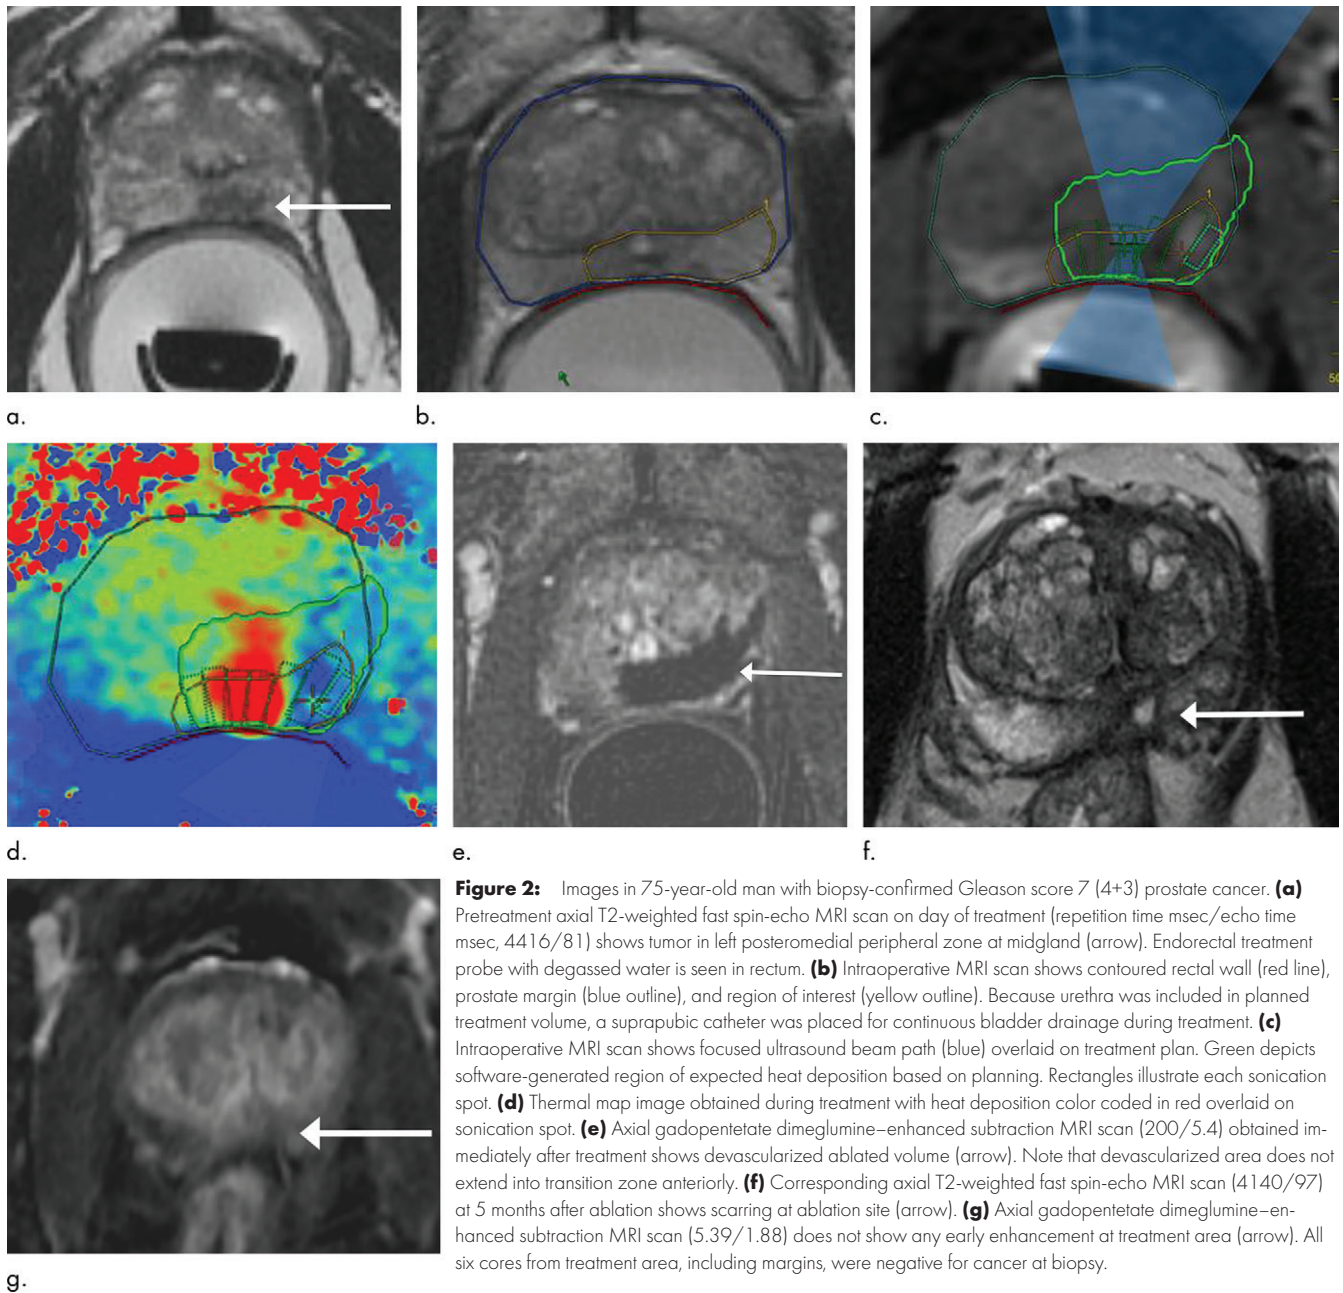 1
1
50
a.
b.
c.
d.
e.
f.
g.
Figure 2: Images in 75-year-old man with biopsy-confirmed Gleason score 7 (4+3) prostate cancer. (a)
Pretreatment axial T2-weighted fast spin-echo MRI scan on day of treatment (repetition time msec/echo time
msec, 4416/81) shows tumor in left posteromedial peripheral zone at midgland (arrow). Endorectal treatment
probe with degassed water is seen in rectum. (b) Intraoperative MRI scan shows contoured rectal wall (red line),
prostate margin (blue outline), and region of interest (yellow outline). Because urethra was included in planned
treatment volume, a suprapubic catheter was placed for continuous bladder drainage during treatment. (c)
Intraoperative MRI scan shows focused ultrasound beam path (blue) overlaid on treatment plan. Green depicts
software-generated region of expected heat deposition based on planning. Rectangles illustrate each sonication
spot. (d) Thermal map image obtained during treatment with heat deposition color coded in red overlaid on
sonication spot. (e) Axial gadopentetate dimeglumine–enhanced subtraction MRI scan (200/5.4) obtained im-
mediately after treatment shows devascularized ablated volume (arrow). Note that devascularized area does not
extend into transition zone anteriorly. (f) Corresponding axial T2-weighted fast spin-echo MRI scan (4140/97)
at 5 months after ablation shows scarring at ablation site (arrow). (g) Axial gadopentetate dimeglumine–en-
hanced subtraction MRI scan (5.39/1.88) does not show any early enhancement at treatment area (arrow). All
six cores from treatment area, including margins, were negative for cancer at biopsy.